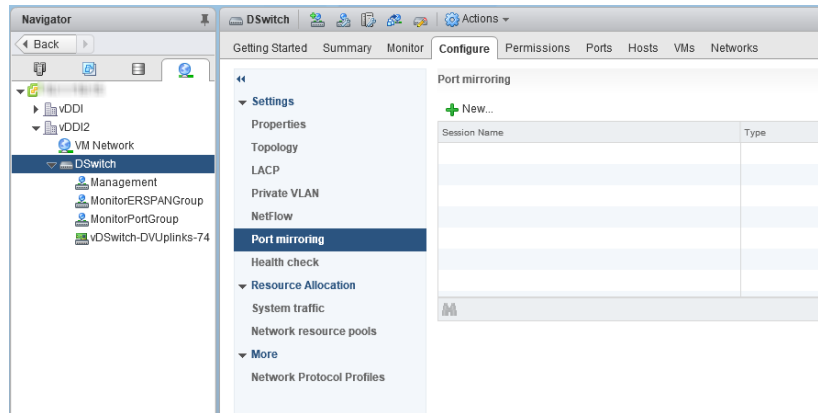 Navigator
Back
vDDI
vDDI2
VM Network
DSwitch
Management
MonitorERSPANGroup
MonitorPortGroup
vDSwitch-DVUplinks-74
DSwitch
Actions
Getting Started Summary Monitor Configure Permissions Ports Hosts VMs Networks
Settings
Properties
Topology
LACP
Private VLAN
NetFlow
Port mirroring
Health check
Resource Allocation
System traffic
Network resource pools
More
Network Protocol Profiles
Port mirroring
New...
Session Name Type